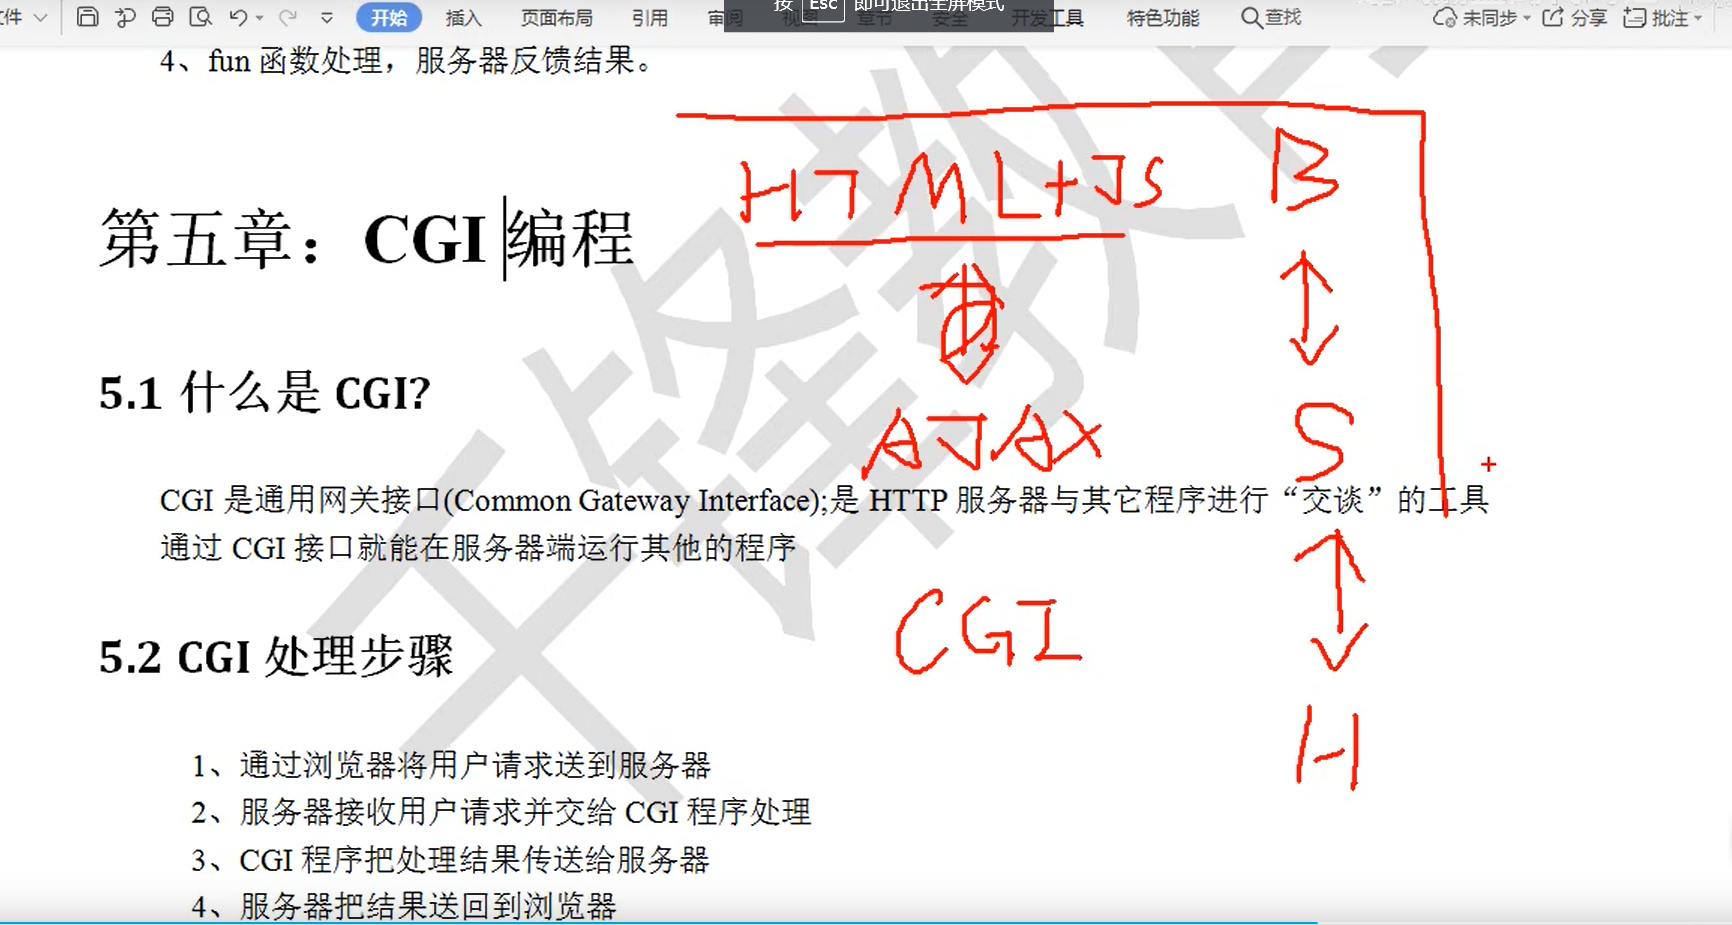 按 Esc 即可退出全屏模式
件 开始 插入 页面布局 引用 审阅 视图 章节 安全 开发工具 特色功能 查找 未同步 分享 批注
4、fun 函数处理，服务器反馈结果。
HTML+JS B
第五章：CGI 编程
5.1 什么是 CGI?
AJAX S
CGI 是通用网关接口(Common Gateway Interface);是 HTTP 服务器与其它程序进行“交谈”的工具
通过 CGI 接口就能在服务器端运行其他的程序
CGI
5.2 CGI 处理步骤
H
1、通过浏览器将用户请求送到服务器
2、服务器接收用户请求并交给 CGI 程序处理
3、CGI 程序把处理结果传送给服务器
4、服务器把结果送回到浏览器
千锋教